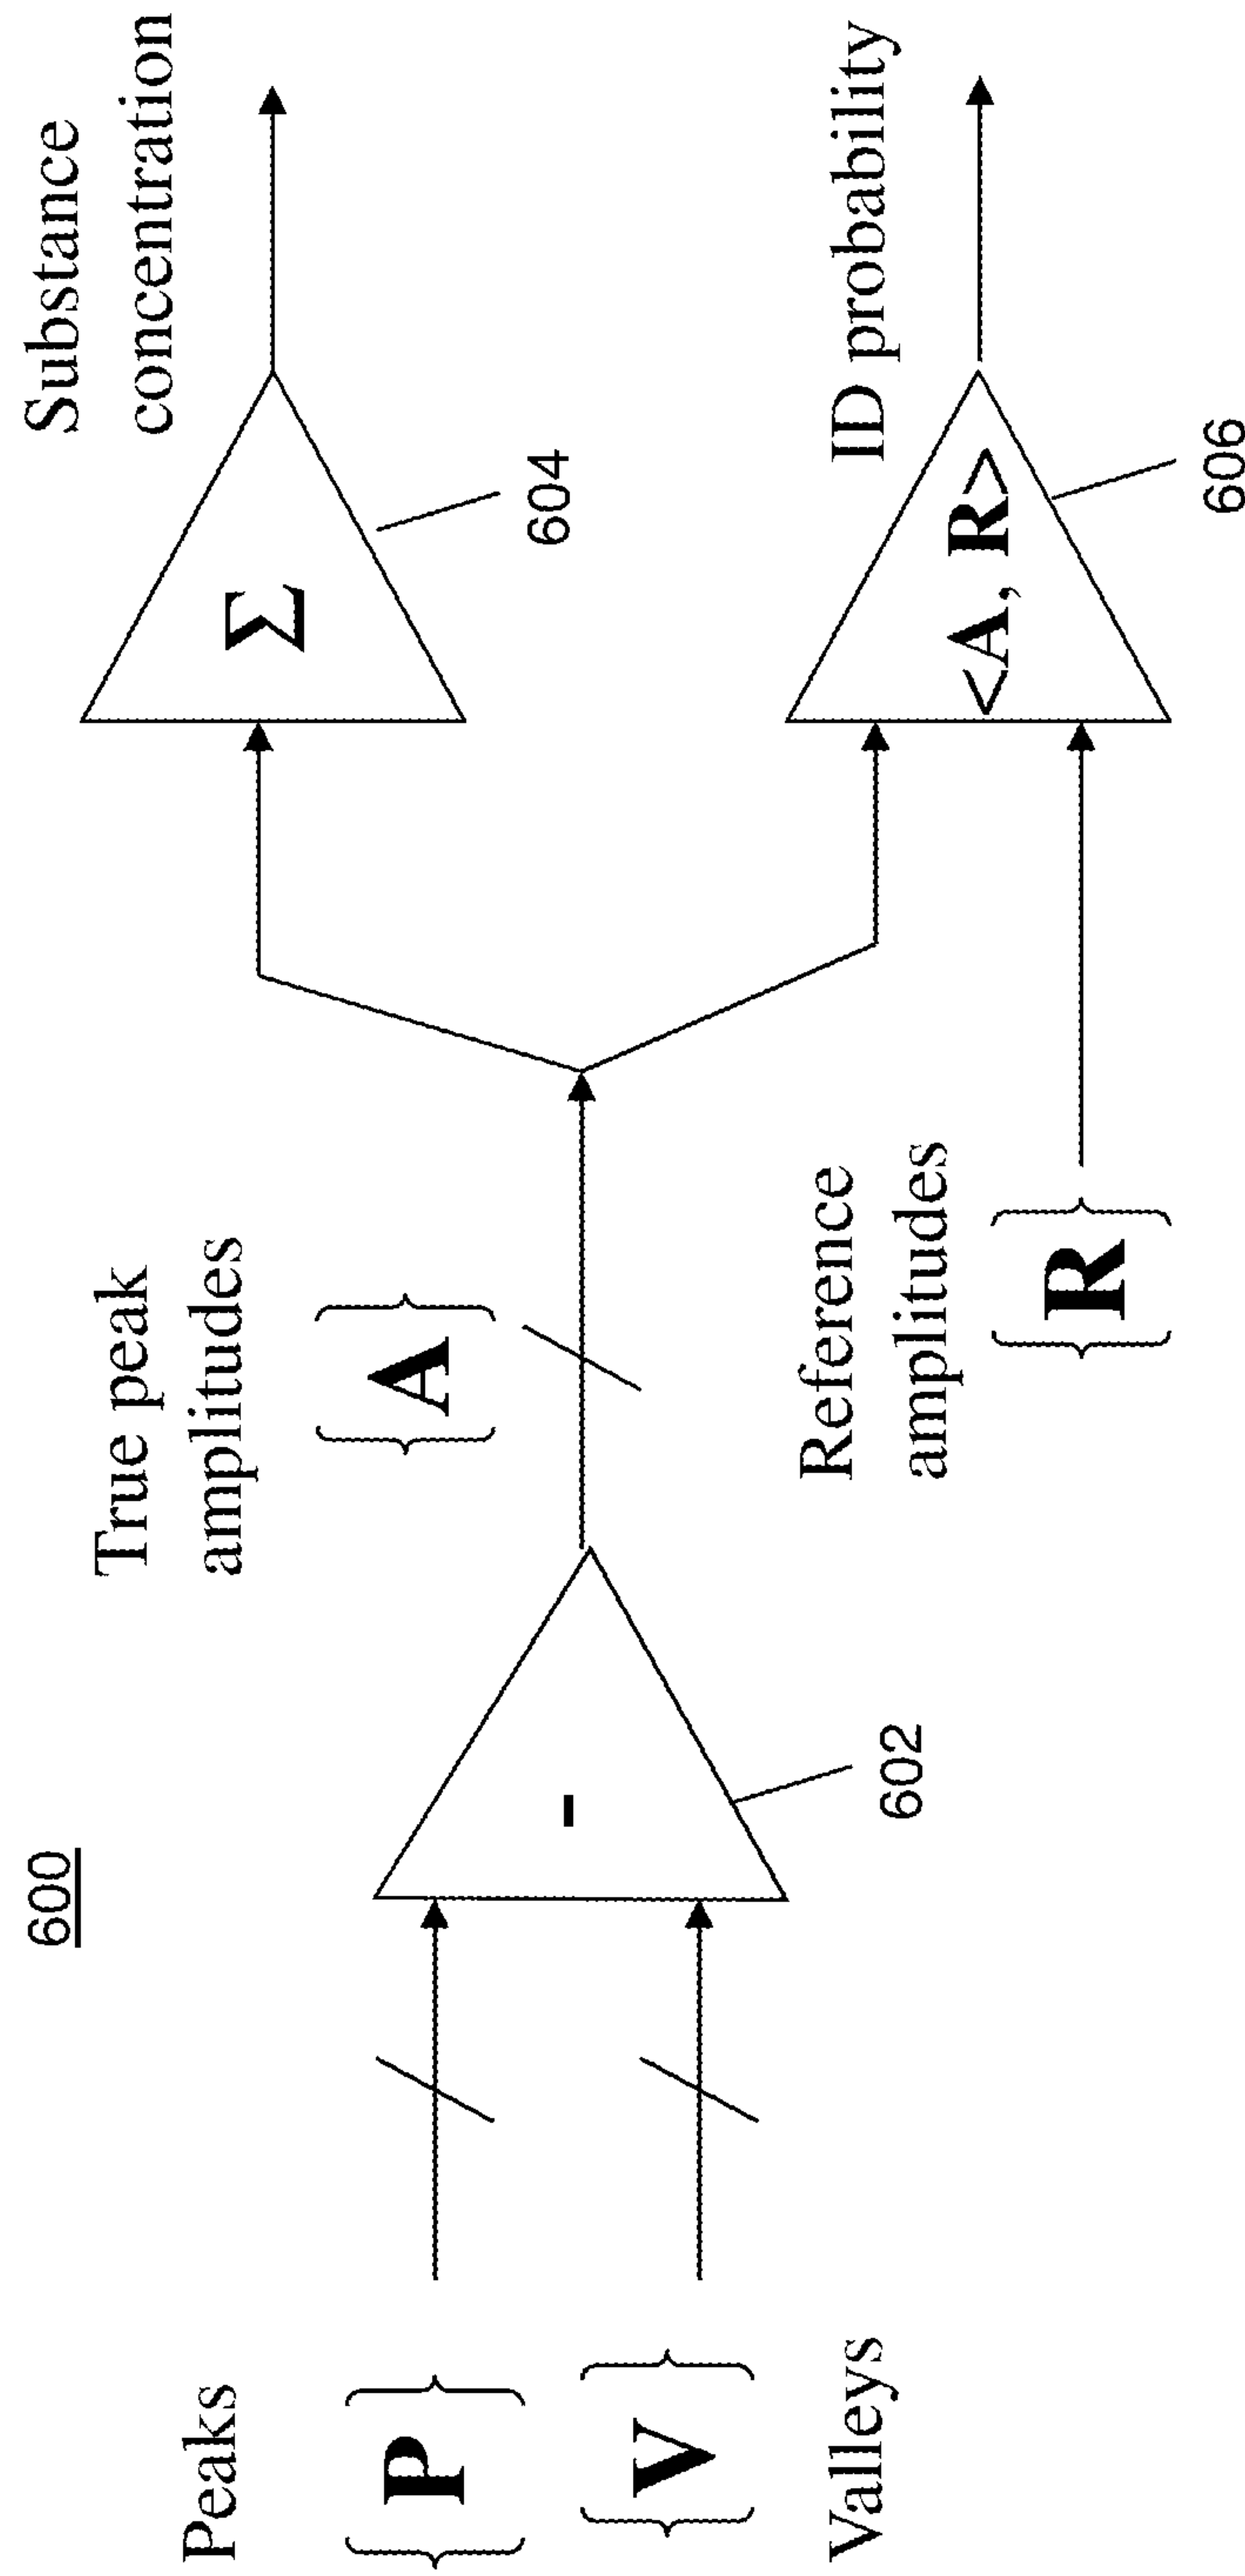 600
Peaks
{P}
{V}
Valleys
-
602
True peak
amplitudes
{A}
Reference
amplitudes
{R}
Σ
604
Substance
concentration
<A, R>
606
ID probability